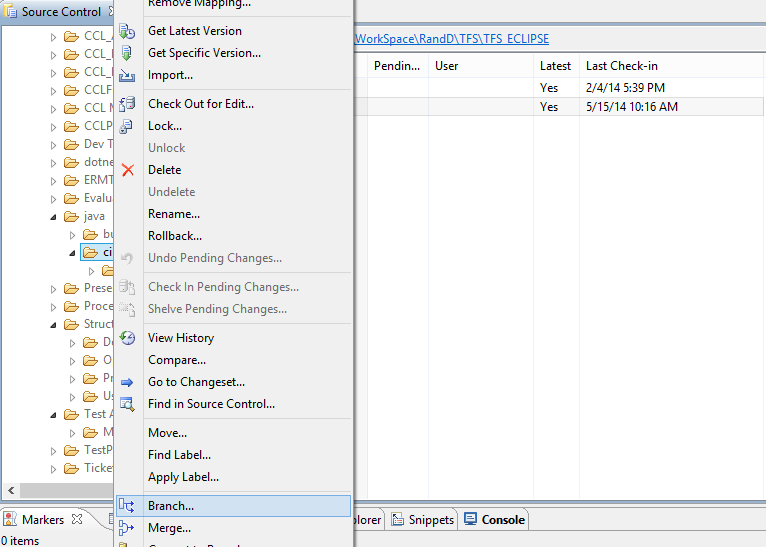 Source Control
Remove Mapping...
Get Latest Version
Get Specific Version...
Import...
Check Out for Edit...
Lock...
Unlock
Delete
Undelete
Rename...
Rollback...
Undo Pending Changes...
Check In Pending Changes...
Shelve Pending Changes...
View History
Compare...
Go to Changeset...
Find in Source Control...
Move...
Find Label...
Apply Label...
Branch...
Merge...
CCL_
CCL_
CCL_
CCLF
CCL M
CCLP
Dev T
dotne
ERMT
Evalua
java
bu
ci
Prese
Proce
Struct
D
O
Pr
Us
Test A
M
TestP
Ticket
WorkSpace\RandD\TFS\TFS_ECLIPSE
Pendin... User Latest Last Check-in
Yes 2/4/14 5:39 PM
Yes 5/15/14 10:16 AM
Markers
plorer Snippets Console
0 items